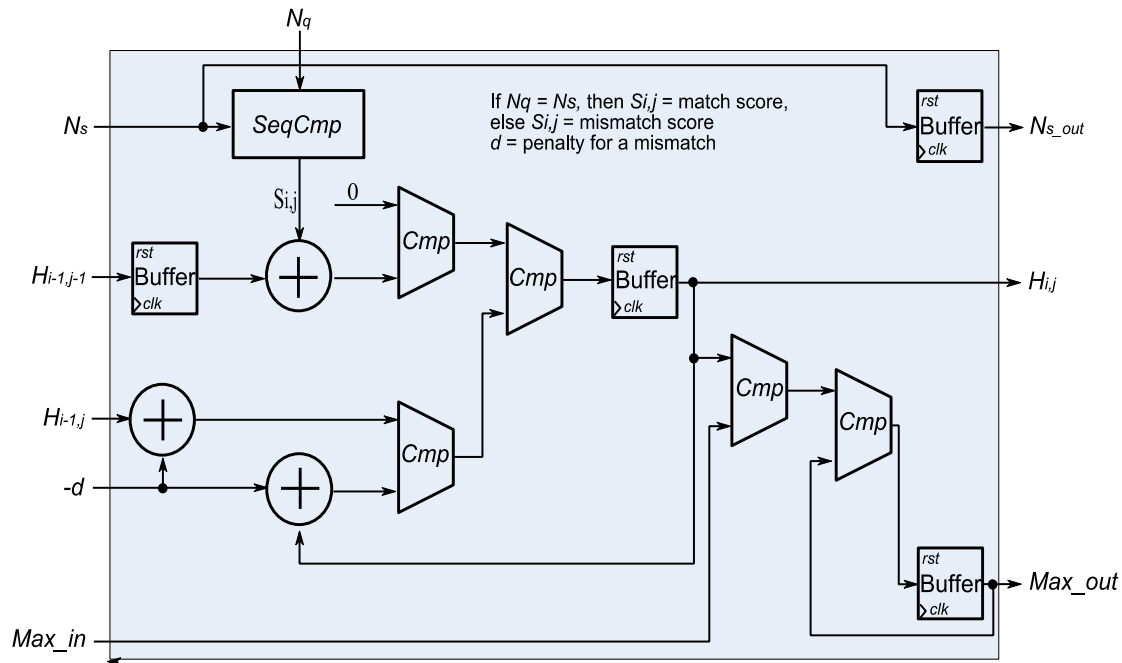 Nq
If Nq = Ns, then Si,j = match score,
else Si,j = mismatch score
d = penalty for a mismatch
rst
Buffer
clk
Ns
SeqCmp
Ns_out
Si,j
0
Cmp
Hi-1,j-1
rst
Buffer
clk
Cmp
rst
Buffer
clk
Hi,j
Hi-1,j
Cmp
Cmp
Cmp
-d
rst
Buffer
clk
Max_out
Max_in